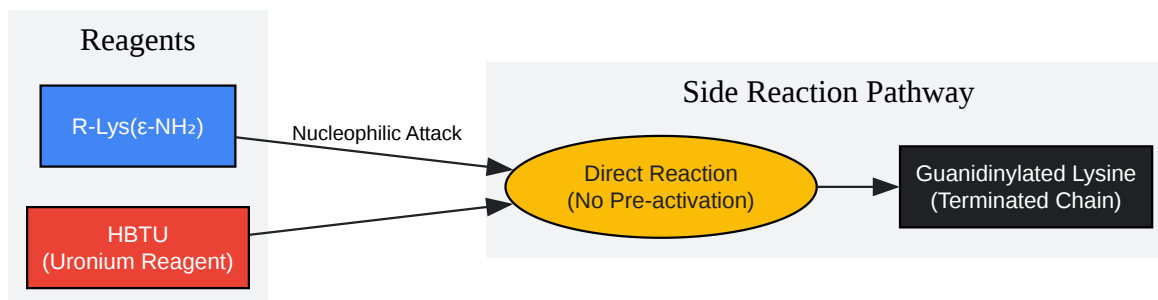 Reagents
R-Lys(ε-NH₂)
HBTU
(Uronium Reagent)
Nucleophilic Attack
Side Reaction Pathway
Direct Reaction
(No Pre-activation)
Guanidinylated Lysine
(Terminated Chain)